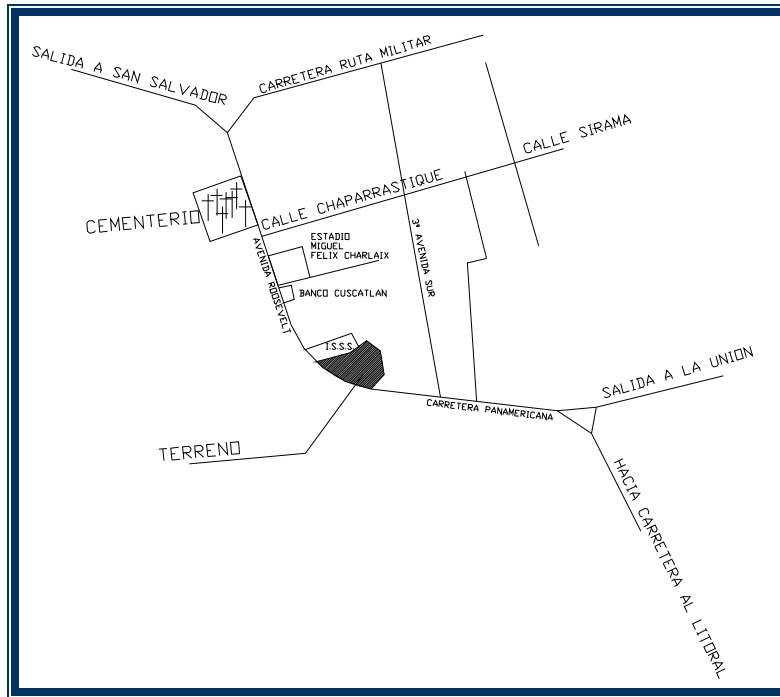 SALIDA A SAN SALVADOR
CARRETERA RUTA MILITAR
CALLE SIRAMA
CALLE CHAPARRASTIQUE
CEMENTERIO
ESTADIO
MIGUEL
FELIX CHARLAIX
AVENIDA ROOSEVELT
3ª AVENIDA SUR
BANCO CUSCATLAN
I.S.S.S.
SALIDA A LA UNION
CARRETERA PANAMERICANA
TERRENO
HACIA CARRETERA AL LITORAL